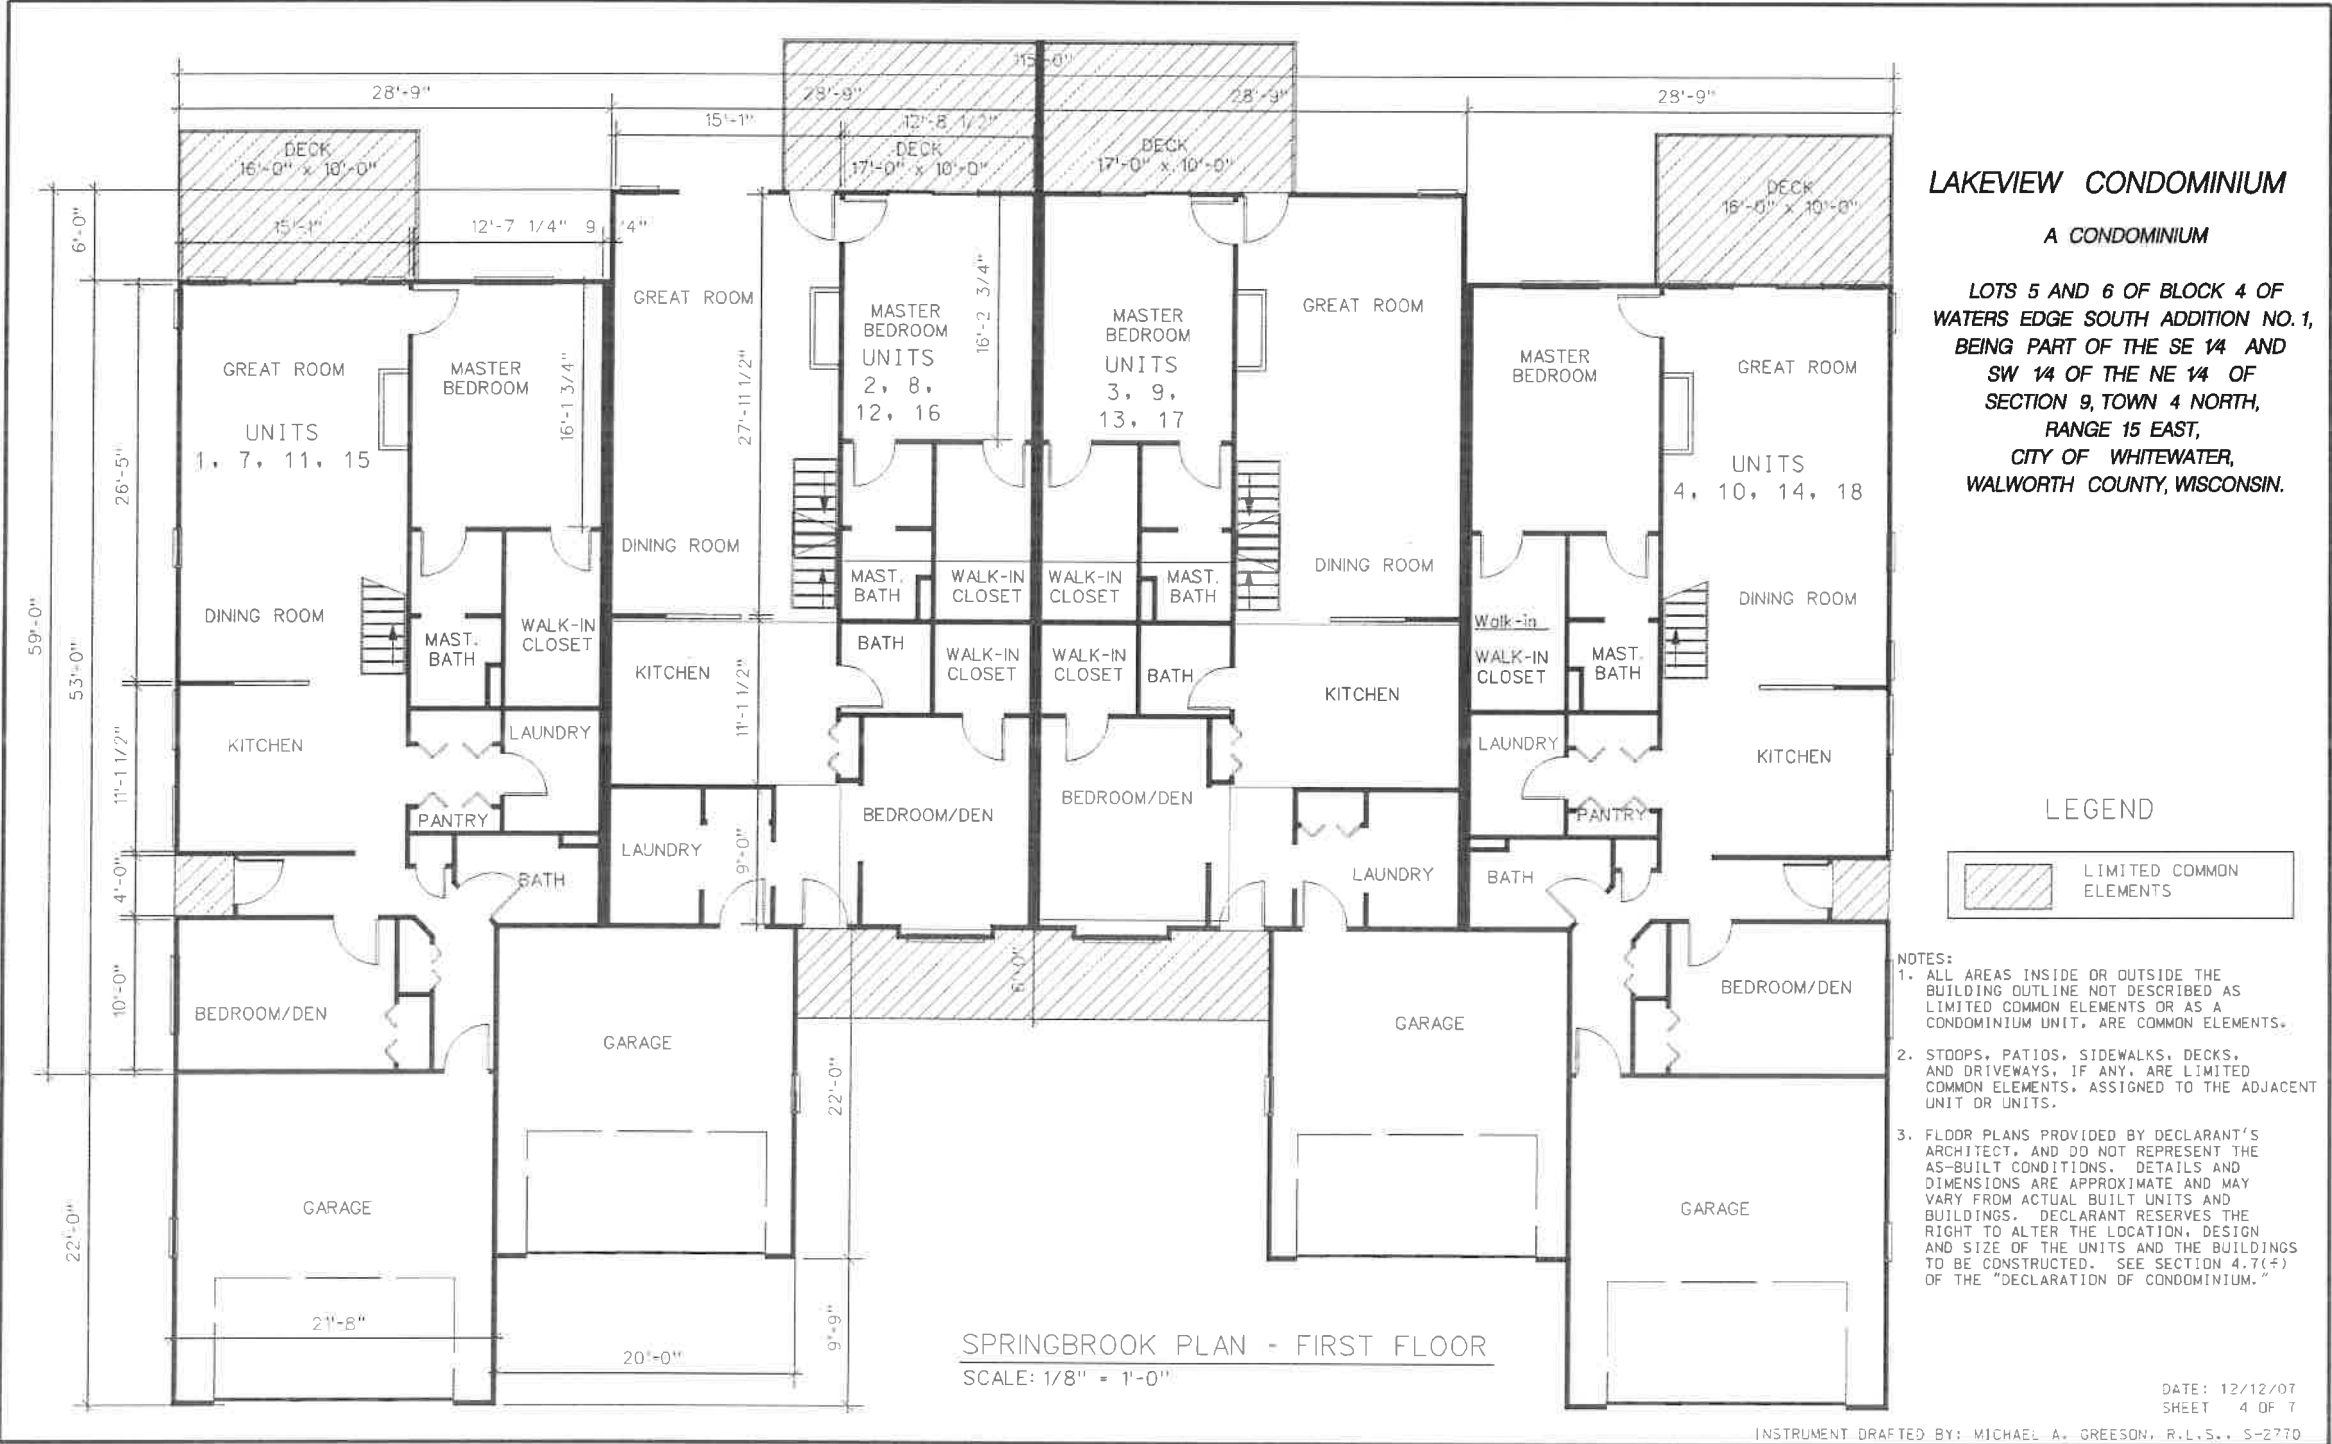 115'-0"
28'-9"
28'-9"
28'-9"
28'-9"
15'-1"
12'-8 1/2"
DECK
16'-0" x 10'-0"
DECK
17'-0" x 10'-0"
DECK
17'-0" x 10'-0"
DECK
16'-0" x 10'-0"
6'-0"
15'-1"
12'-7 1/4"
9
4"
GREAT ROOM
UNITS
1, 7, 11, 15
MASTER
BEDROOM
16'-1 3/4"
DINING ROOM
MAST.
BATH
WALK-IN
CLOSET
KITCHEN
LAUNDRY
PANTRY
BATH
BEDROOM/DEN
GARAGE
21'-8"
59'-0"
53'-0"
26'-5"
11'-1 1/2"
4'-0"
10'-0"
22'-0"
GREAT ROOM
27'-11 1/2"
MASTER
BEDROOM
UNITS
2, 8,
12, 16
16'-2 3/4"
DINING ROOM
MAST.
BATH
WALK-IN
CLOSET
BATH
WALK-IN
CLOSET
KITCHEN
11'-1 1/2"
LAUNDRY
9'-0"
BEDROOM/DEN
GARAGE
22'-0"
20'-0"
9'-9"
6'-0"
MASTER
BEDROOM
UNITS
3, 9,
13, 17
GREAT ROOM
DINING ROOM
WALK-IN
CLOSET
MAST.
BATH
WALK-IN
CLOSET
BATH
KITCHEN
BEDROOM/DEN
LAUNDRY
GARAGE
MASTER
BEDROOM
GREAT ROOM
UNITS
4, 10, 14, 18
DINING ROOM
Walk-in
WALK-IN
CLOSET
MAST.
BATH
LAUNDRY
PANTRY
KITCHEN
BATH
BEDROOM/DEN
GARAGE
SPRINGBROOK PLAN - FIRST FLOOR
SCALE: 1/8" = 1'-0"
LAKEVIEW CONDOMINIUM
A CONDOMINIUM
LOTS 5 AND 6 OF BLOCK 4 OF
WATERS EDGE SOUTH ADDITION NO. 1,
BEING PART OF THE SE 1/4 AND
SW 1/4 OF THE NE 1/4 OF
SECTION 9, TOWN 4 NORTH,
RANGE 15 EAST,
CITY OF WHITEWATER,
WALWORTH COUNTY, WISCONSIN.
LEGEND
LIMITED COMMON
ELEMENTS
NOTES:
1. ALL AREAS INSIDE OR OUTSIDE THE
BUILDING OUTLINE NOT DESCRIBED AS
LIMITED COMMON ELEMENTS OR AS A
CONDOMINIUM UNIT, ARE COMMON ELEMENTS.
2. STOOPS, PATIOS, SIDEWALKS, DECKS,
AND DRIVEWAYS, IF ANY, ARE LIMITED
COMMON ELEMENTS, ASSIGNED TO THE ADJACENT
UNIT OR UNITS.
3. FLOOR PLANS PROVIDED BY DECLARANT'S
ARCHITECT, AND DO NOT REPRESENT THE
AS-BUILT CONDITIONS. DETAILS AND
DIMENSIONS ARE APPROXIMATE AND MAY
VARY FROM ACTUAL BUILT UNITS AND
BUILDINGS. DECLARANT RESERVES THE
RIGHT TO ALTER THE LOCATION, DESIGN
AND SIZE OF THE UNITS AND THE BUILDINGS
TO BE CONSTRUCTED. SEE SECTION 4.7(f)
OF THE "DECLARATION OF CONDOMINIUM."
DATE: 12/12/07
SHEET 4 OF 7
INSTRUMENT DRAFTED BY: MICHAEL A. GREESON, R.L.S., S-2770